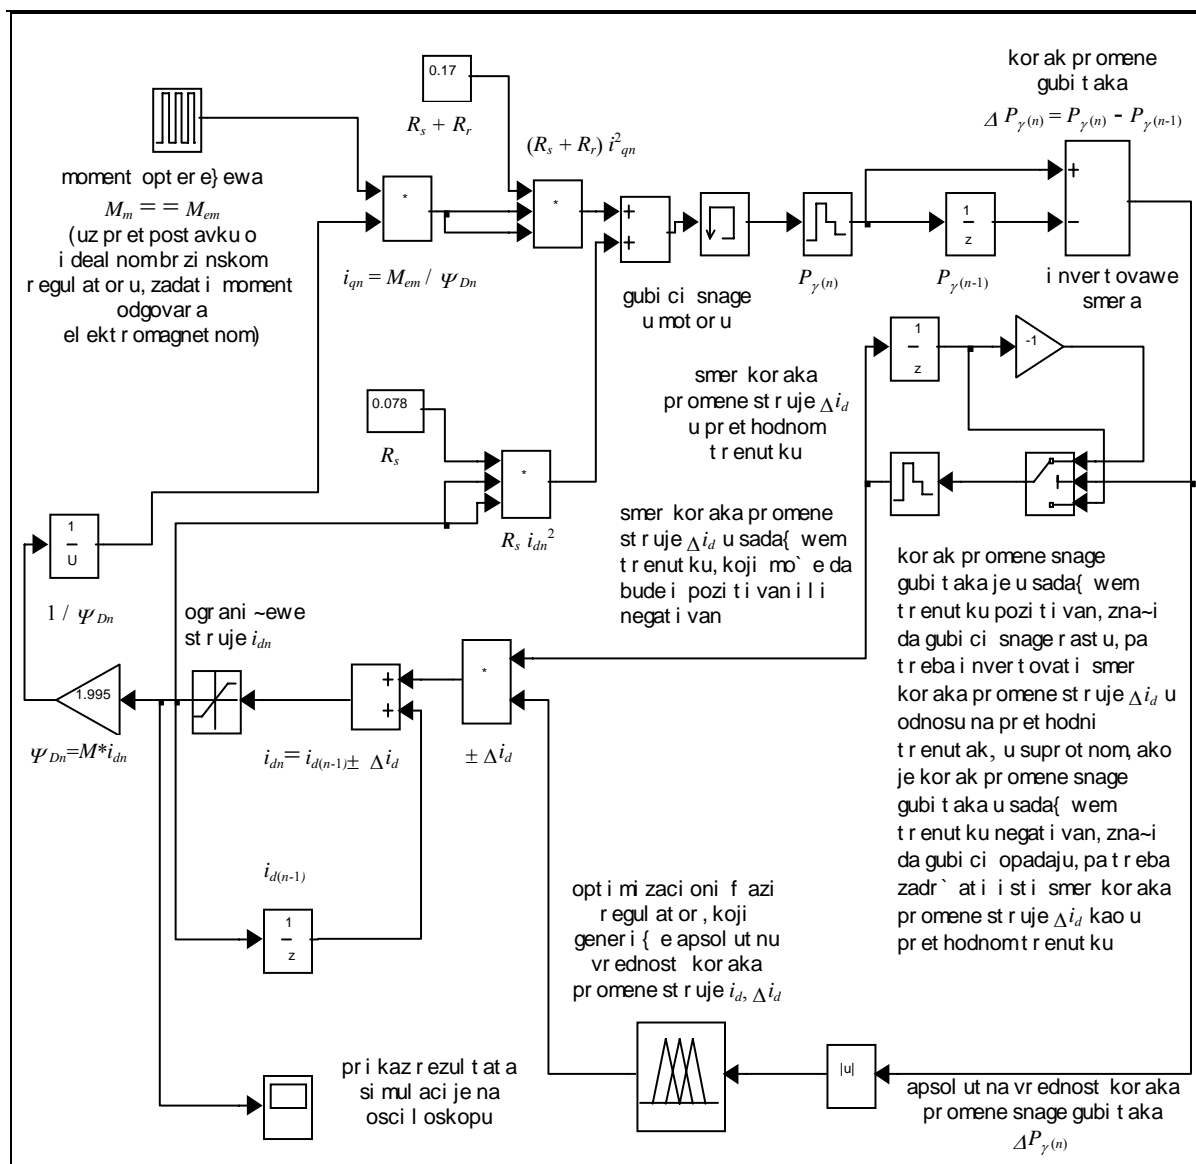 korak promene
gubitaka
Δ Pγ(n) = Pγ(n) - Pγ(n-1)
0.17
Rs + Rr
(Rs + Rr) i²qn
moment optere}ewa
Mm = = Mem
(uz pretpostavku o
idealnom brzinskom
regulatoru, zadati moment
odgovara
elektromagnetnom)
*
*
iqn = Mem / ΨDn
+
+
gubici snage
u motoru
Pγ(n)
1
z
Pγ(n-1)
+
−
invertovawe
smera
1
z
-1
smer koraka
promene struje Δid
u prethodnom
trenutku
0.078
Rs
*
Rs idn²
smer koraka promene
struje Δid u sada{wem
trenutku, koji mo`e da
bude i pozitivan ili
negativan
korak promene snage
gubitaka je u sada{wem
trenutku pozitivan, zna~i
da gubici snage rastu, pa
treba invertovati smer
koraka promene struje Δid u
odnosu na prethodni
trenutak, u suprotnom, ako
je korak promene snage
gubitaka u sada{wem
trenutku negativan, zna~i
da gubici opadaju, pa treba
zadr`ati isti smer koraka
promene struje Δid kao u
prethodnom trenutku
1
U
1 / ΨDn
ograni~ewe
struje idn
1.995
ΨDn=M*idn
+
+
idn= id(n-1)± Δid
*
± Δid
id(n-1)
1
z
optimizacioni fazi
regulator, koji
generi{e apsolutnu
vrednost koraka
promene struje id, Δid
prikaz rezultata
simulacije na
osciloskopu
|u|
apsolutna vrednost koraka
promene snage gubitaka
ΔPγ(n)